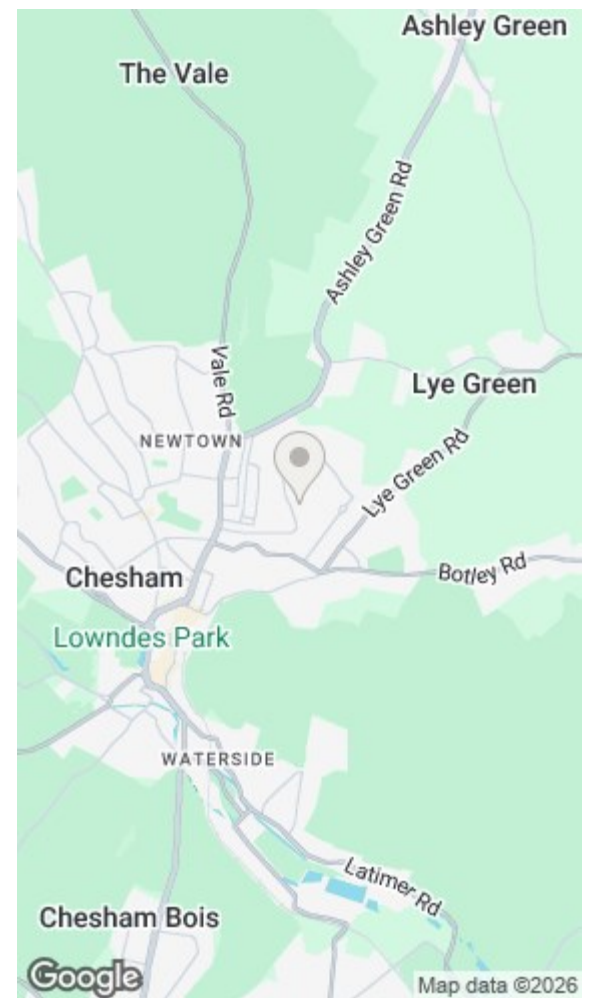 Ashley Green
The Vale
Ashley Green Rd
Vale Rd
Lye Green
NEWTOWN
Lye Green Rd
Chesham
Botley Rd
Lowndes Park
WATERSIDE
Latimer Rd
Chesham Bois
Google
Map data ©2026